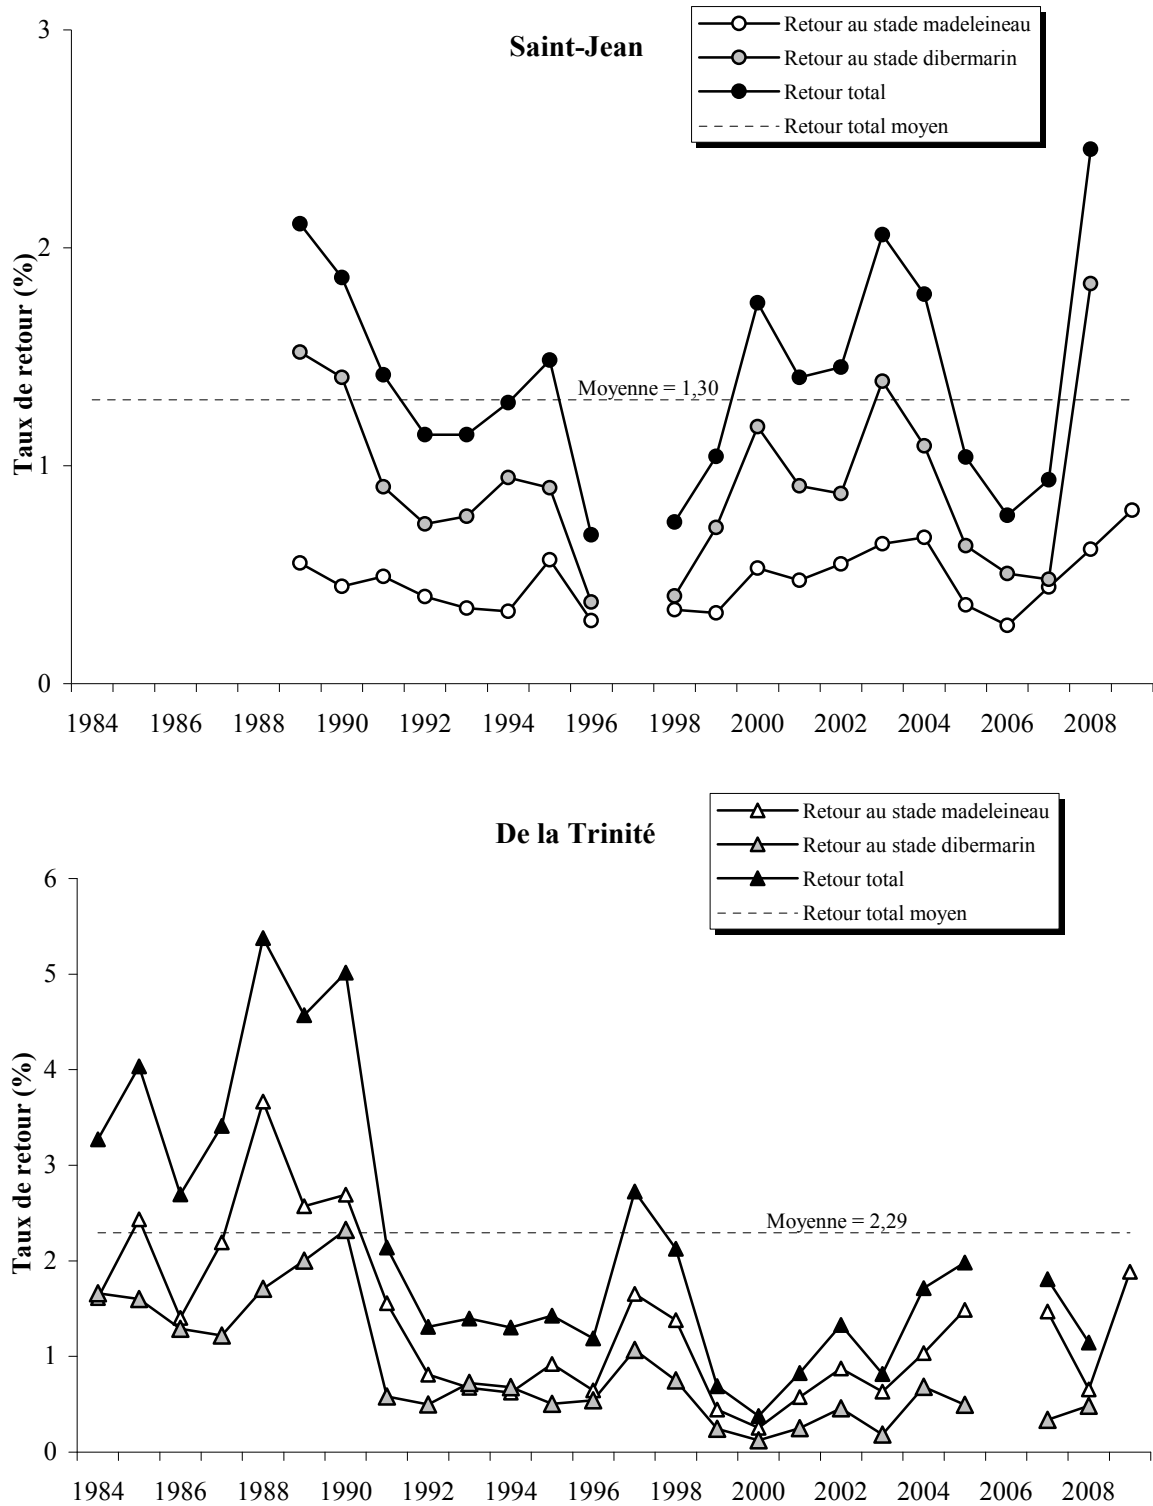 Saint-Jean
Retour au stade madeleineau
Retour au stade dibermarin
Retour total
Retour total moyen
Taux de retour (%)
3
2
1
0
Moyenne = 1,30
1984 1986 1988 1990 1992 1994 1996 1998 2000 2002 2004 2006 2008
De la Trinité
Retour au stade madeleineau
Retour au stade dibermarin
Retour total
Retour total moyen
Taux de retour (%)
6
5
4
3
2
1
0
Moyenne = 2,29
1984 1986 1988 1990 1992 1994 1996 1998 2000 2002 2004 2006 2008